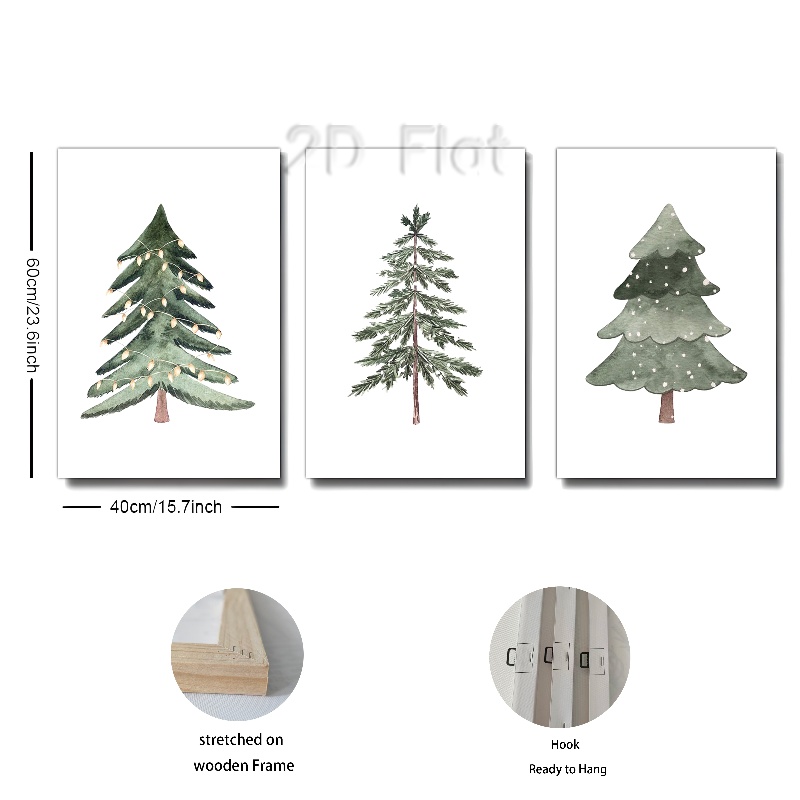 2D Flat
60cm/23.6inch
40cm/15.7inch
stretched on
wooden Frame
Hook
Ready to Hang